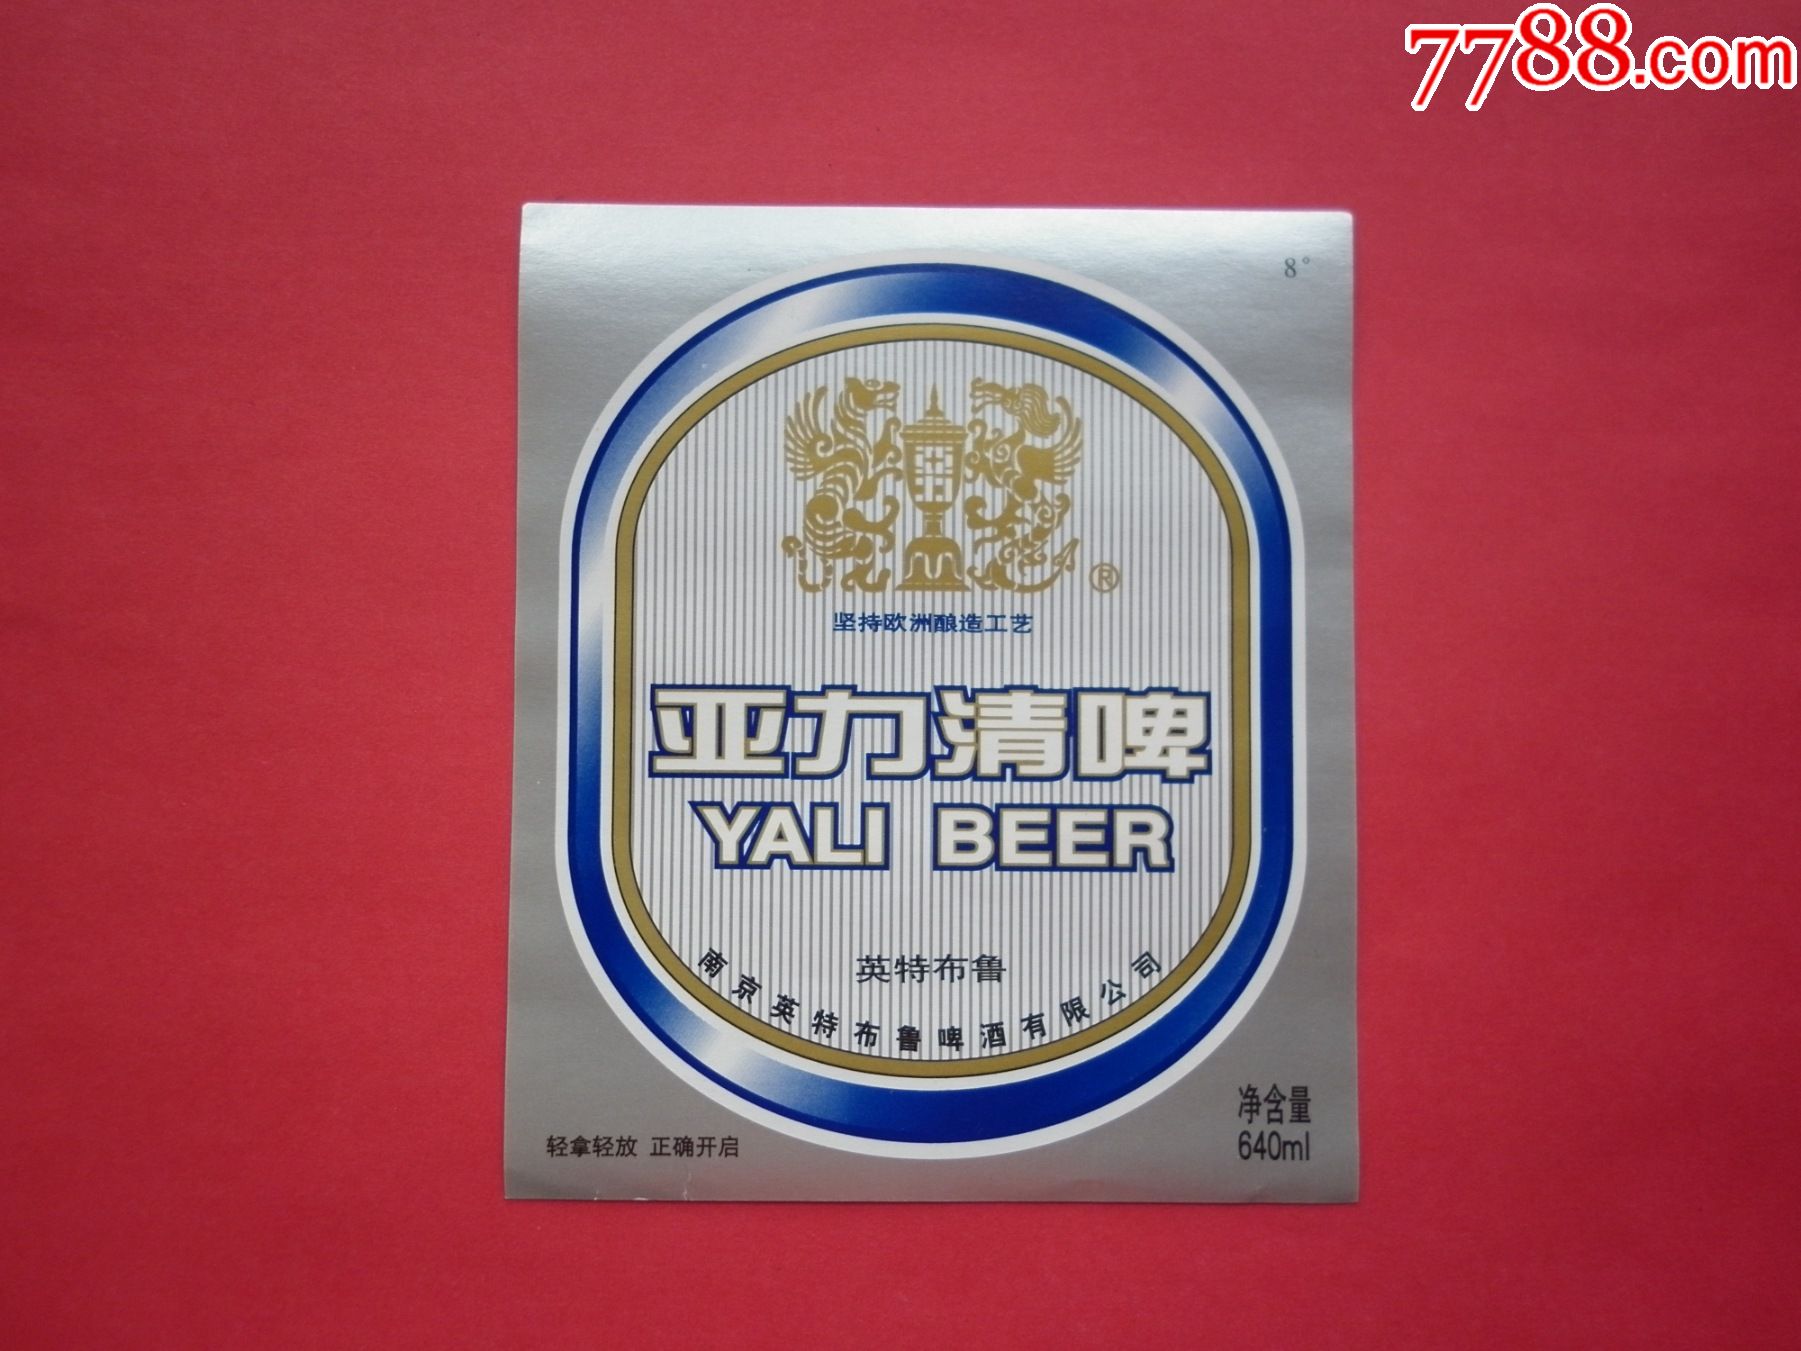 7788.com
8°
®
坚持欧洲酿造工艺
亚力清啤
YALI BEER
英特布鲁
南京英特布鲁啤酒有限公司
净含量
640ml
轻拿轻放 正确开启